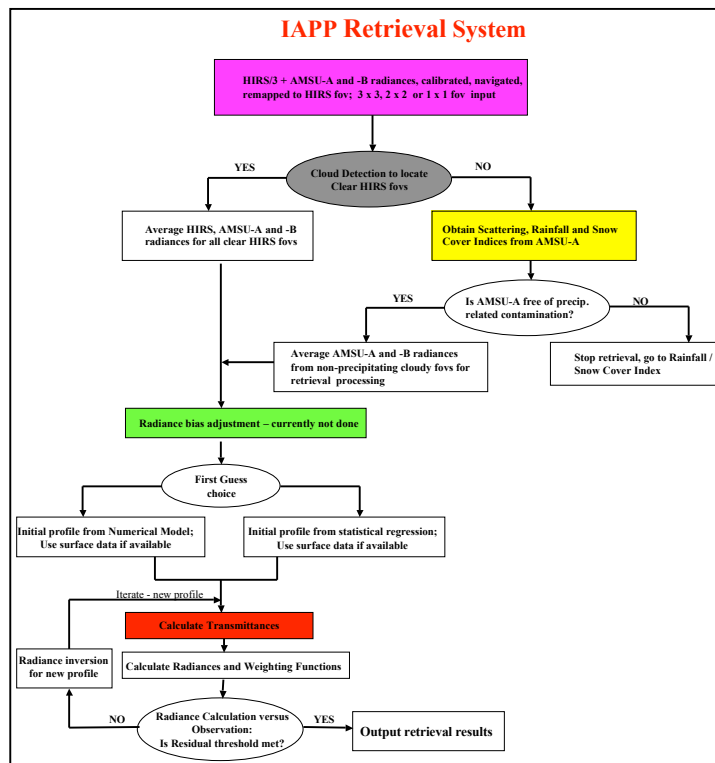 IAPP Retrieval System
HIRS/3 + AMSU-A and -B radiances, calibrated, navigated,
remapped to HIRS fov; 3 x 3, 2 x 2 or 1 x 1 fov input
YES
NO
Cloud Detection to locate
Clear HIRS fovs
Average HIRS, AMSU-A and -B
radiances for all clear HIRS fovs
Obtain Scattering, Rainfall and Snow
Cover Indices from AMSU-A
Is AMSU-A free of precip.
related contamination?
YES
NO
Average AMSU-A and -B radiances
from non-precipitating cloudy fovs for
retrieval processing
Stop retrieval, go to Rainfall /
Snow Cover Index
Radiance bias adjustment – currently not done
First Guess
choice
Initial profile from Numerical Model;
Use surface data if available
Initial profile from statistical regression;
Use surface data if available
Iterate - new profile
Calculate Transmittances
Radiance inversion
for new profile
Calculate Radiances and Weighting Functions
NO
Radiance Calculation versus
Observation:
Is Residual threshold met?
YES
Output retrieval results